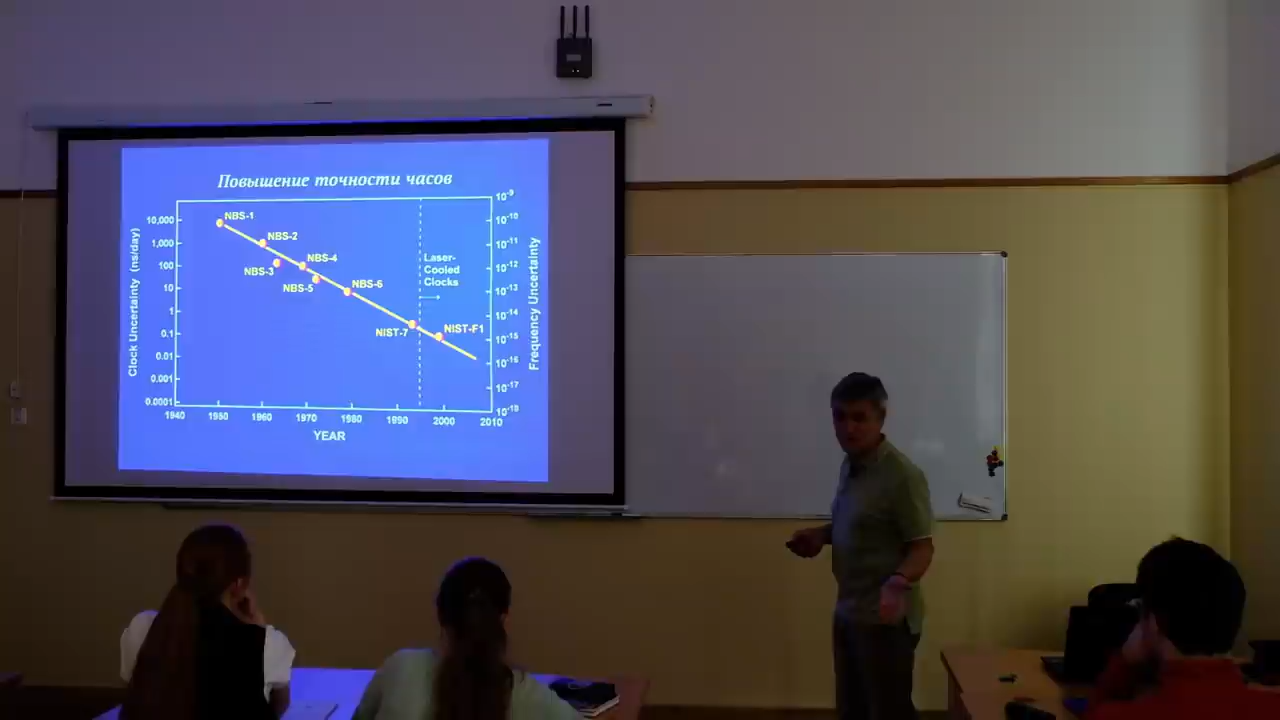 Повышение точности часов
Clock Uncertainty (ns/day)
10,000
1,000
100
10
1
0.1
0.01
0.001
0.0001
NBS-1
NBS-2
NBS-3
NBS-4
NBS-5
NBS-6
NIST-7
NIST-F1
Laser-
Cooled
Clocks
10-9
10-10
10-11
10-12
10-13
10-14
10-15
10-16
10-17
10-18
Frequency Uncertainty
1940 1950 1960 1970 1980 1990 2000 2010
YEAR